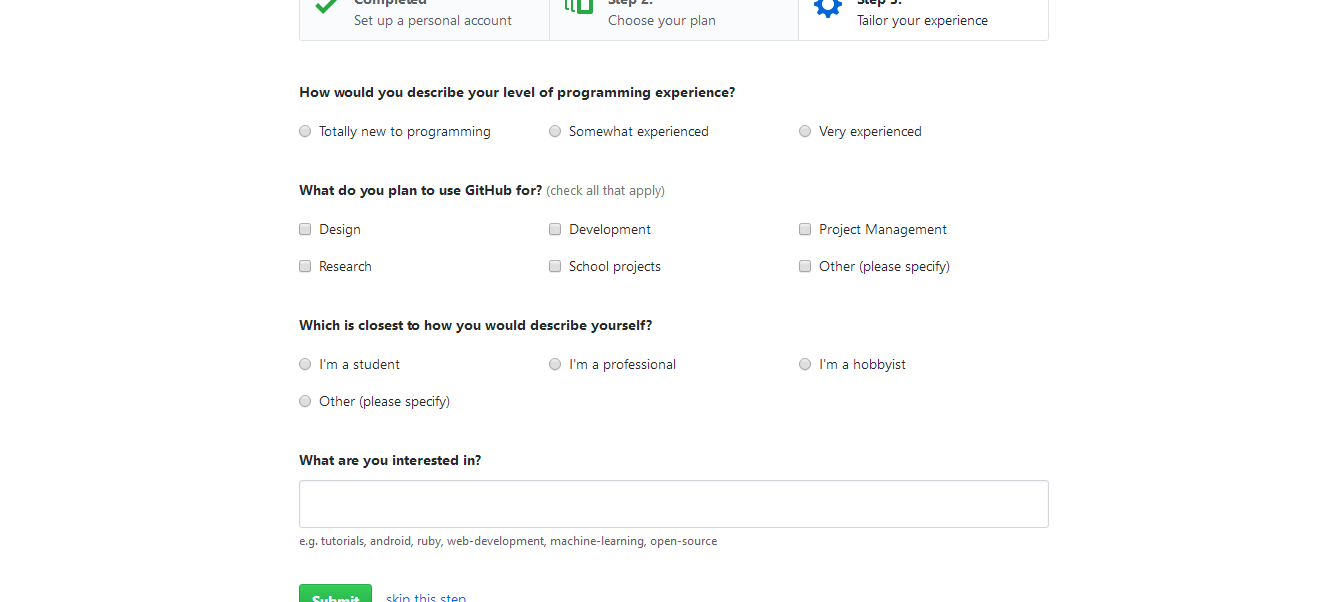 Completed Step 2: Step 3:
Set up a personal account Choose your plan Tailor your experience
How would you describe your level of programming experience?
Totally new to programming Somewhat experienced Very experienced
What do you plan to use GitHub for? (check all that apply)
Design Development Project Management
Research School projects Other (please specify)
Which is closest to how you would describe yourself?
I'm a student I'm a professional I'm a hobbyist
Other (please specify)
What are you interested in?
e.g. tutorials, android, ruby, web-development, machine-learning, open-source
Submit skip this step